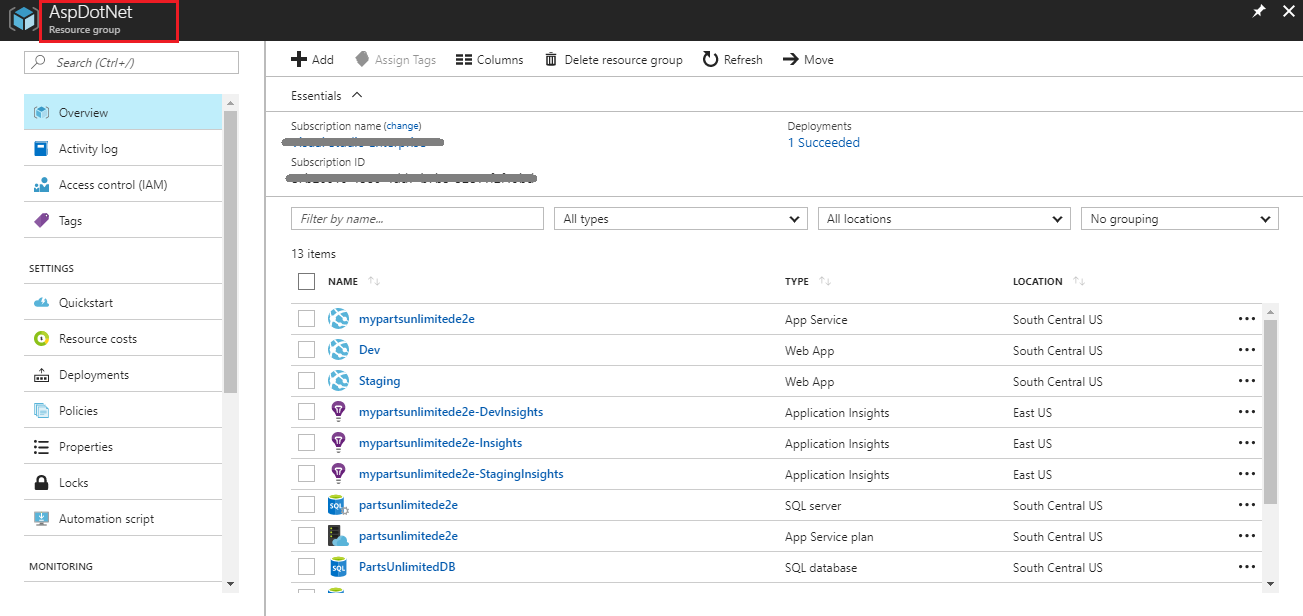 AspDotNet
Resource group
Search (Ctrl+/)
Overview
Activity log
Access control (IAM)
Tags
SETTINGS
Quickstart
Resource costs
Deployments
Policies
Properties
Locks
Automation script
MONITORING
Add Assign Tags Columns Delete resource group Refresh Move
Essentials
Subscription name (change) Deployments
1 Succeeded
Subscription ID
Filter by name... All types All locations No grouping
13 items
NAME TYPE LOCATION
mypartsunlimitede2e App Service South Central US
Dev Web App South Central US
Staging Web App South Central US
mypartsunlimitede2e-DevInsights Application Insights East US
mypartsunlimitede2e-Insights Application Insights East US
mypartsunlimitede2e-StagingInsights Application Insights East US
partsunlimitede2e SQL server South Central US
partsunlimitede2e App Service plan South Central US
PartsUnlimitedDB SQL database South Central US